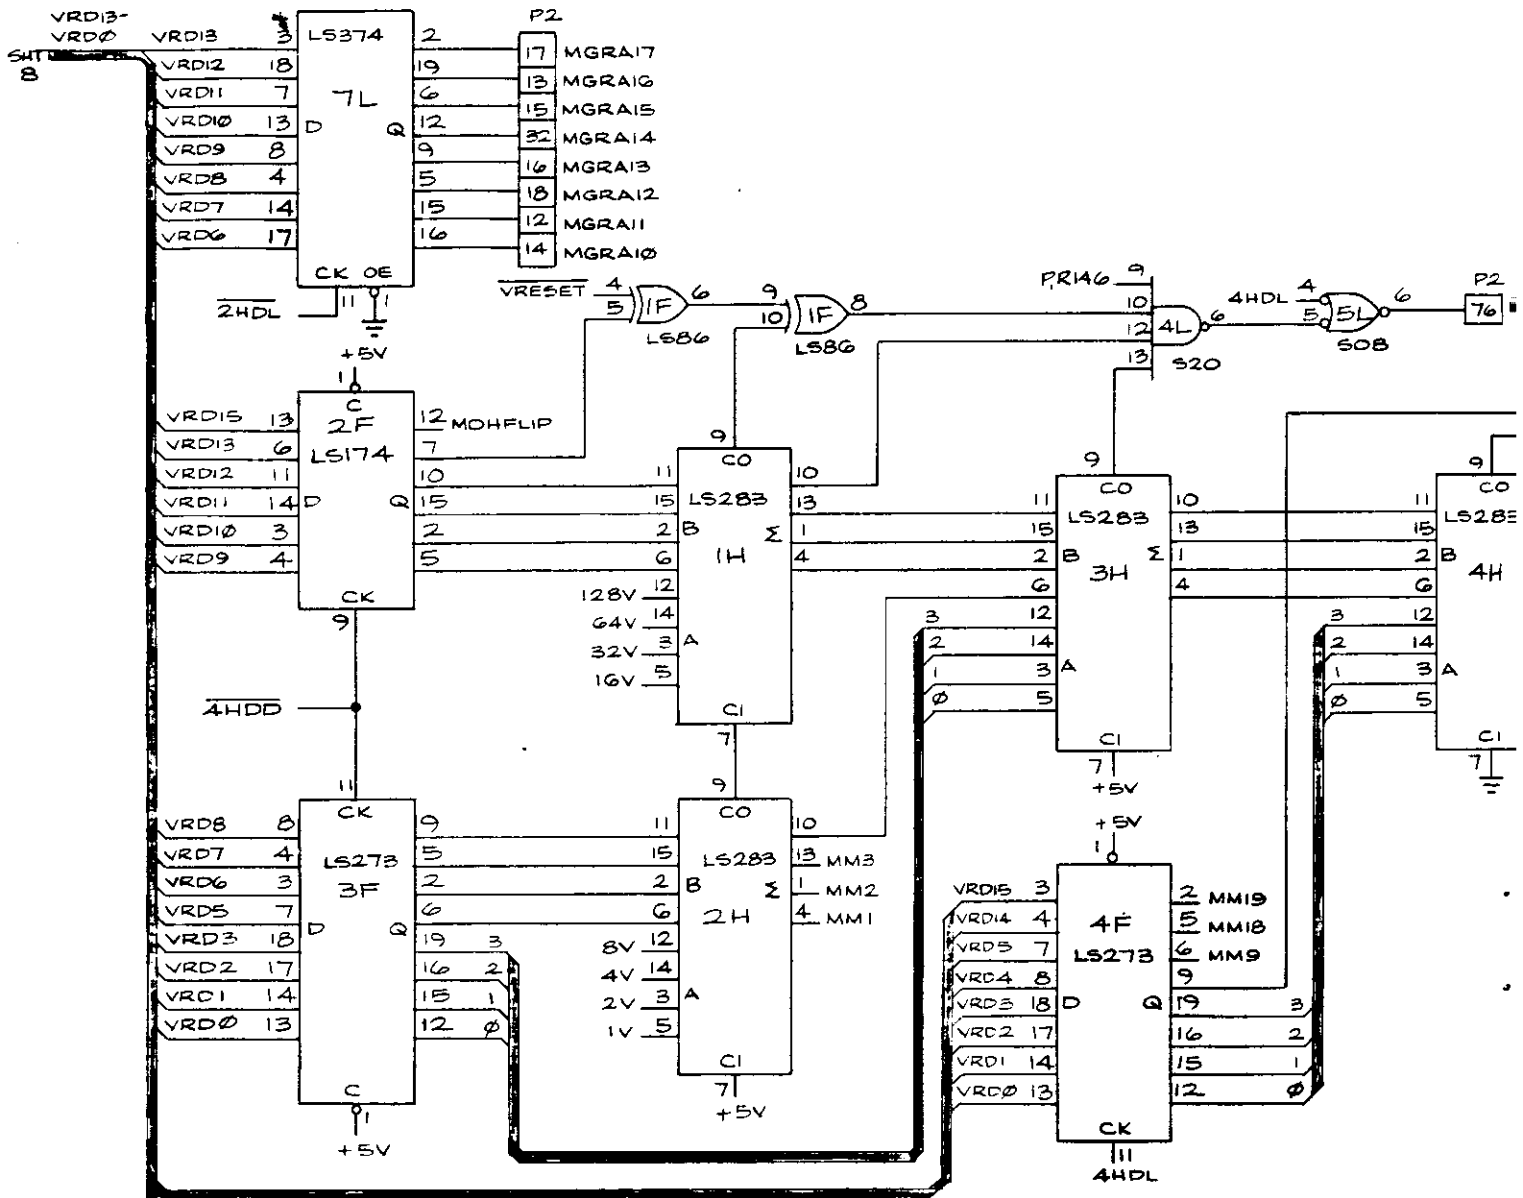 VRD13-
VRDØ
SHT
8
VRD13 3 LS374 2 P2
17 MGRA17
VRD12 18 19 13 MGRA16
VRD11 7 7L 6 15 MGRA15
VRD10 13 D Q 12 32 MGRA14
VRD9 8 9 16 MGRA13
VRD8 4 5 18 MGRA12
VRD7 14 15 12 MGRA11
VRD6 17 16 14 MGRA10
CK OE
2HDL 11 1
VRESET 4
5 1F 6
LS86
9
10 1F 8
LS86
PR146 9
10
12 4L 6
13 S20
4HDL 4
5 5L 6
S08
P2
76
+5V
1
C
2F
LS174
VRD15 13 12 MOHFLIP
VRD13 6 7
VRD12 11 10
VRD11 14 D Q 15
VRD10 3 2
VRD9 4 5
CK
9
4HDD
9
CO
LS283
1H
11 10
15 13
2 B Σ 1
6 4
128V 12
64V 14
32V 3 A
16V 5
CI
7
9
CO
LS283
3H
11 10
15 13
2 B Σ 1
6 4
3 12
2 14
1 3 A
Ø 5
CI
7
+5V
9
CO
LS283
4H
11
15
2 B
6
3 12
2 14
1 3 A
Ø 5
CI
7
11
CK
LS273
3F
VRD8 8 9
VRD7 4 5
VRD6 3 2
VRD5 7 D Q 6
VRD3 18 19 3
VRD2 17 16 2
VRD1 14 15 1
VRDØ 13 12 Ø
C
1
+5V
9
CO
LS283
2H
11 10
15 13 MM3
2 B Σ 1 MM2
6 4 MM1
8V 12
4V 14
2V 3 A
1V 5
CI
7
+5V
+5V
1
4F
LS273
VRD15 3 2 MM19
VRD14 4 5 MM18
VRD5 7 6 MM9
VRD4 8 9
VRD3 18 D Q 19 3
VRD2 17 16 2
VRD1 14 15 1
VRDØ 13 12 Ø
CK
11
4HDL